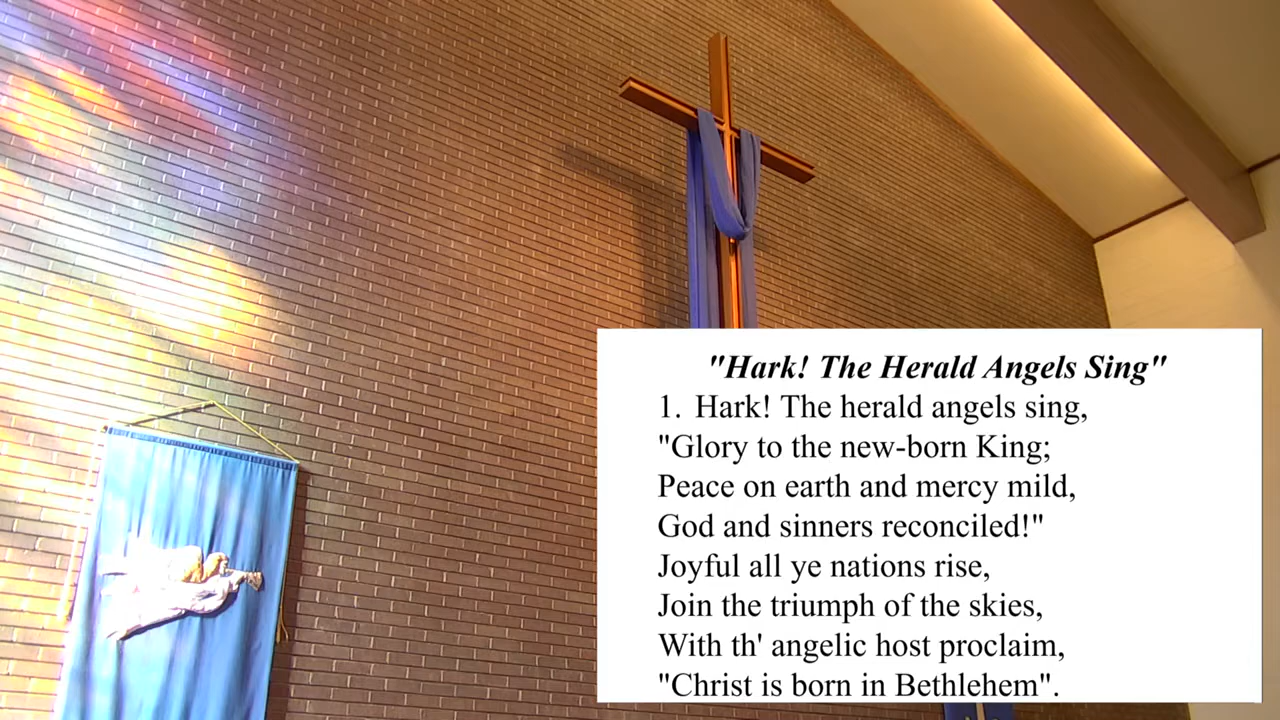 "Hark! The Herald Angels Sing"
1. Hark! The herald angels sing,
"Glory to the new-born King;
Peace on earth and mercy mild,
God and sinners reconciled!"
Joyful all ye nations rise,
Join the triumph of the skies,
With th' angelic host proclaim,
"Christ is born in Bethlehem".